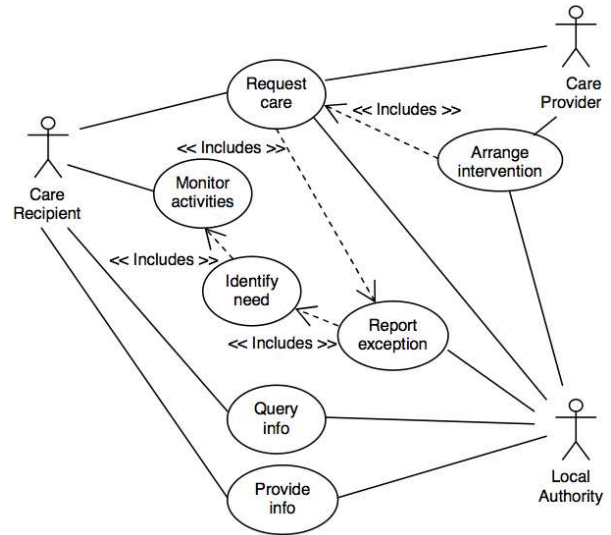 Request
care
Care
Provider
<< Includes >>
<< Includes >>
Arrange
intervention
Care
Recipient
Monitor
activities
<< Includes >>
Identify
need
<< Includes >>
Report
exception
Query
info
Local
Authority
Provide
info